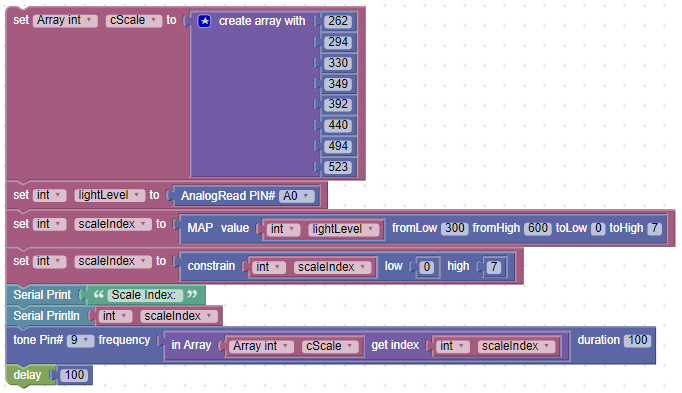 set Array int cScale to create array with 262
294
330
349
392
440
494
523
set int lightLevel to AnalogRead PIN# A0
set int scaleIndex to MAP value int lightLevel fromLow 300 fromHigh 600 toLow 0 toHigh 7
set int scaleIndex to constrain int scaleIndex low 0 high 7
Serial Print “ Scale Index: ”
Serial Println int scaleIndex
tone Pin# 9 frequency in Array Array int cScale get index int scaleIndex duration 100
delay 100